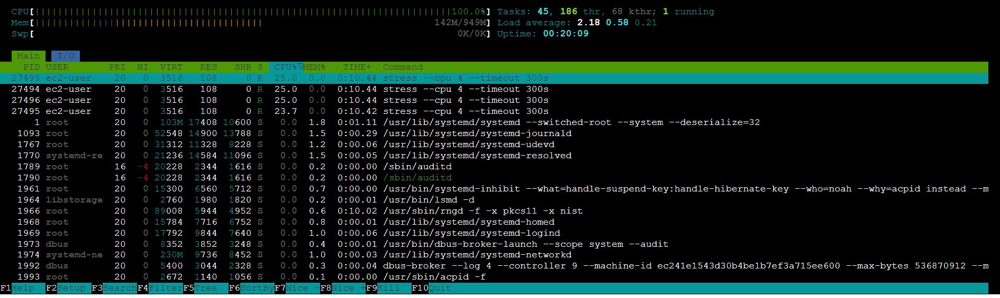 CPU[||||||||||||||||||||||||||||||||||||||||||||||||||||||||||||||||||||||||||100.0%] Tasks: 45, 186 thr, 68 kthr; 1 running
Mem[|||||||||||||||||||||||||||||||||||||||| 142M/949M] Load average: 2.18 0.58 0.21
Swp[ 0K/0K] Uptime: 00:20:09
Main I/O
PID USER PRI NI VIRT RES SHR S CPU%▽MEM% TIME+ Command
27493 ec2-user 20 0 3516 108 0 R 25.0 0.0 0:10.44 stress --cpu 4 --timeout 300s
27494 ec2-user 20 0 3516 108 0 R 25.0 0.0 0:10.44 stress --cpu 4 --timeout 300s
27496 ec2-user 20 0 3516 108 0 R 25.0 0.0 0:10.44 stress --cpu 4 --timeout 300s
27495 ec2-user 20 0 3516 108 0 R 23.7 0.0 0:10.42 stress --cpu 4 --timeout 300s
1 root 20 0 103M 17408 10600 S 0.0 1.8 0:01.11 /usr/lib/systemd/systemd --switched-root --system --deserialize=32
1093 root 20 0 52548 14900 13788 S 0.0 1.5 0:00.29 /usr/lib/systemd/systemd-journald
1767 root 20 0 31312 11328 8228 S 0.0 1.2 0:00.06 /usr/lib/systemd/systemd-udevd
1770 systemd-re 20 0 21236 14584 11096 S 0.0 1.5 0:00.05 /usr/lib/systemd/systemd-resolved
1789 root 16 -4 20228 2344 1616 S 0.0 0.2 0:00.00 /sbin/auditd
1790 root 16 -4 20228 2344 1616 S 0.0 0.2 0:00.00 /sbin/auditd
1961 root 20 0 15300 6560 5712 S 0.0 0.7 0:00.00 /usr/bin/systemd-inhibit --what=handle-suspend-key:handle-hibernate-key --who=noah --why=acpid instead --m
1964 libstorage 20 0 2760 1980 1820 S 0.0 0.2 0:00.01 /usr/bin/lsmd -d
1966 root 20 0 89008 5944 4952 S 0.0 0.6 0:10.02 /usr/sbin/rngd -f -x pkcs11 -x nist
1968 root 20 0 15784 7716 6752 S 0.0 0.8 0:00.01 /usr/lib/systemd/systemd-homed
1969 root 20 0 17792 9844 7640 S 0.0 1.0 0:00.06 /usr/lib/systemd/systemd-logind
1973 dbus 20 0 8352 3852 3248 S 0.0 0.4 0:00.01 /usr/bin/dbus-broker-launch --scope system --audit
1974 systemd-ne 20 0 230M 9736 8452 S 0.0 1.0 0:00.03 /usr/lib/systemd/systemd-networkd
1992 dbus 20 0 5400 3044 2328 S 0.0 0.3 0:00.04 dbus-broker --log 4 --controller 9 --machine-id ec241e1543d30b4be1b7ef3a715ee600 --max-bytes 536870912 --m
1993 root 20 0 2672 1140 1056 S 0.0 0.1 0:00.00 /usr/sbin/acpid -f
F1Help F2Setup F3SearchF4FilterF5Tree F6SortByF7Nice -F8Nice +F9Kill F10Quit